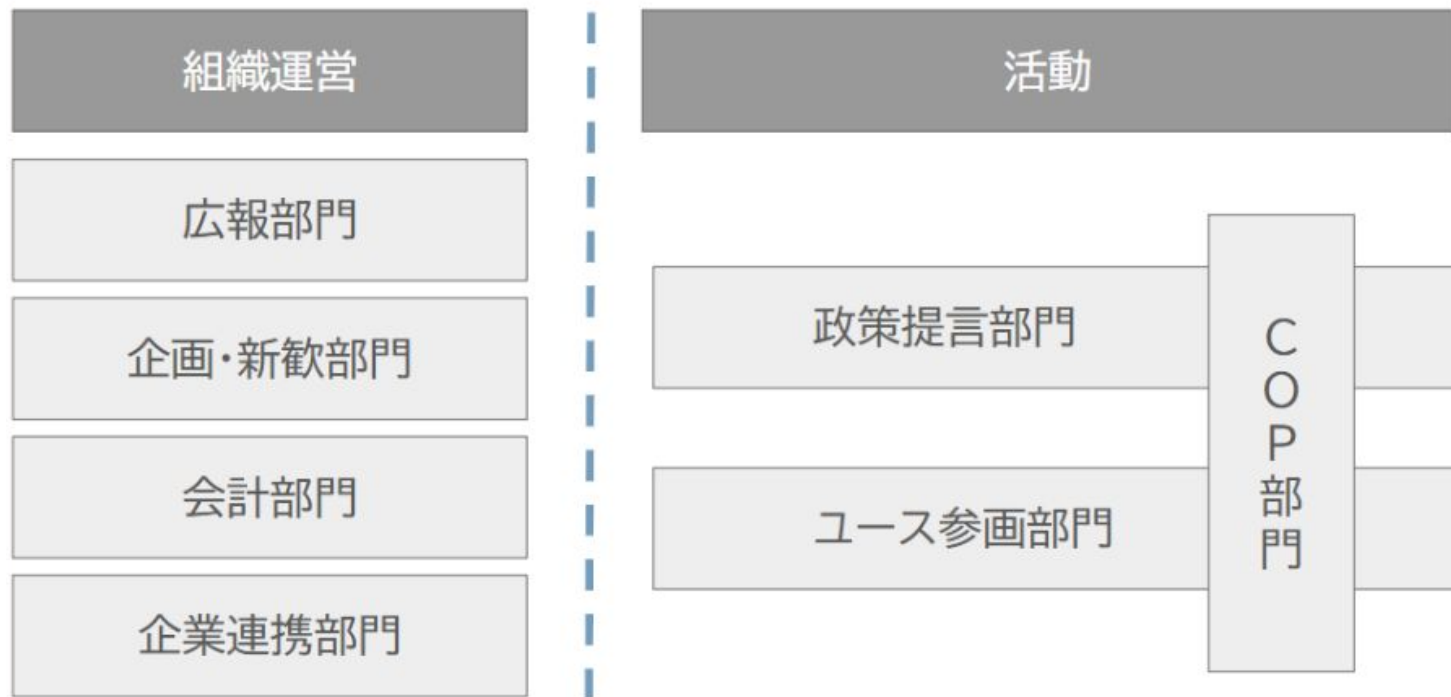 組織運営
広報部門
企画・新歓部門
会計部門
企業連携部門
活動
政策提言部門
ユース参画部門
COP部門